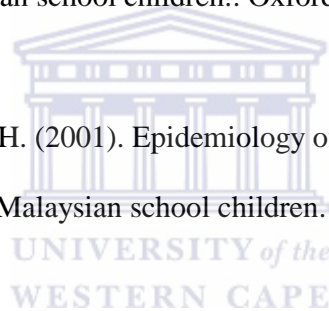 an school children.: Oxford
H. (2001). Epidemiology o
Malaysian school children.
UNIVERSITY of the
WESTERN CAPE